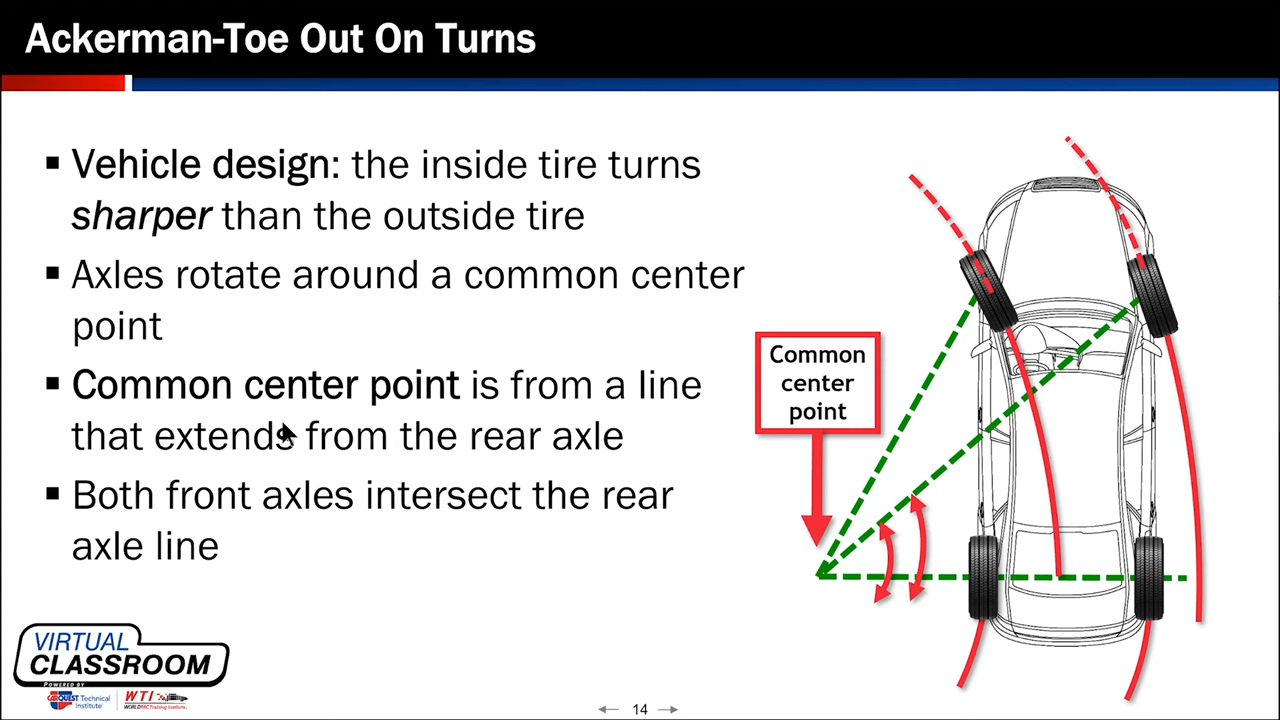 Ackerman-Toe Out On Turns
▪ Vehicle design: the inside tire turns
sharper than the outside tire
▪ Axles rotate around a common center
point
▪ Common center point is from a line
that extends from the rear axle
▪ Both front axles intersect the rear
axle line
Common
center
point
VIRTUAL
CLASSROOM
POWERED BY
CARQUEST Technical
Institute
WTI
WORLDPAC Training Institute
14